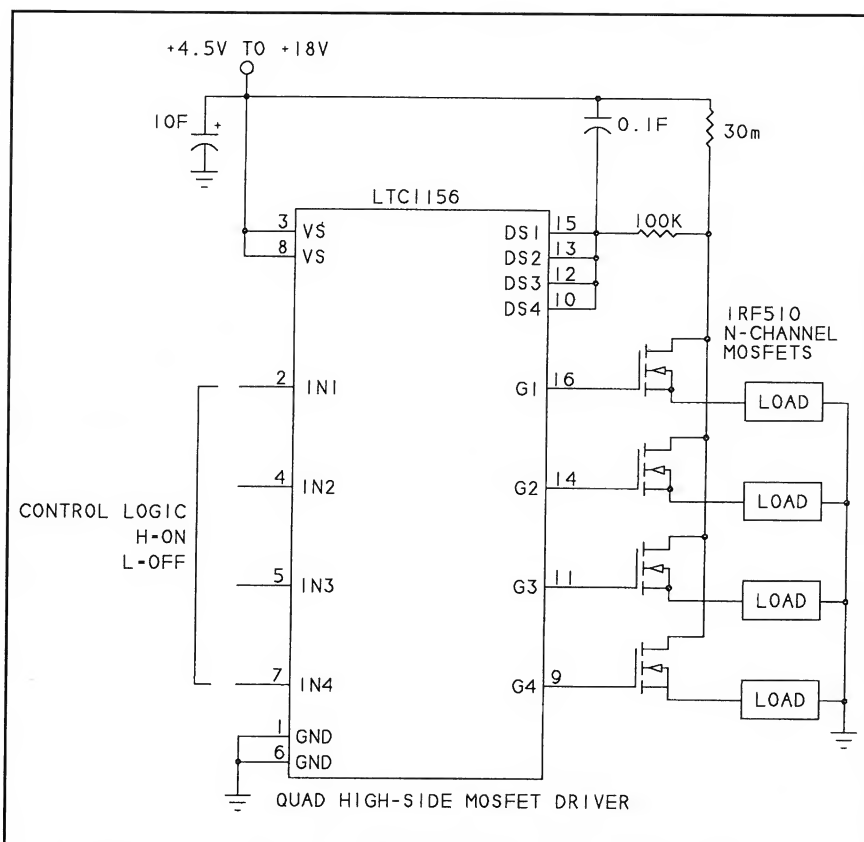 +4.5V TO +18V
10F
+
0.1F
30m
LTC1156
3 VS
8 VS
DS1 15
100K
DS2 13
DS3 12
DS4 10
IRF510
N-CHANNEL
MOSFETS
2 IN1
G1 16
LOAD
4 IN2
G2 14
LOAD
CONTROL LOGIC
H-ON
L-OFF
5 IN3
G3 11
LOAD
7 IN4
G4 9
LOAD
1 GND
6 GND
QUAD HIGH-SIDE MOSFET DRIVER